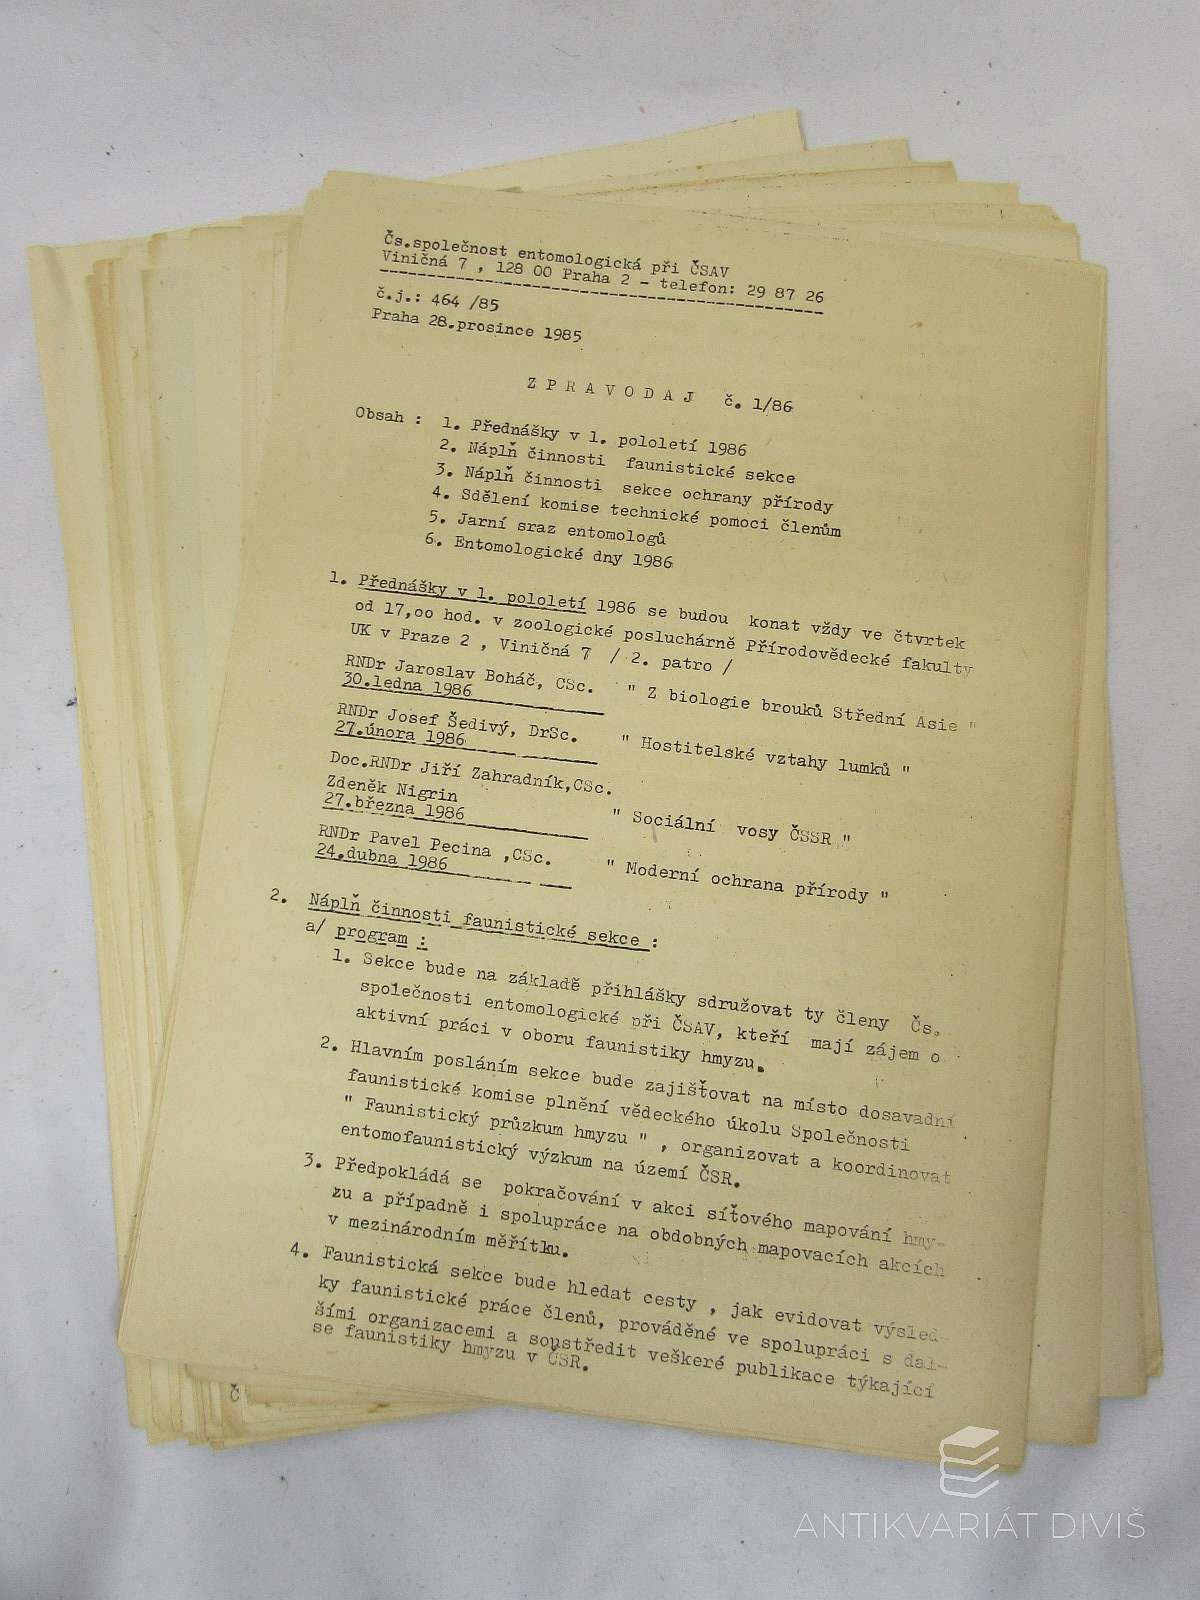 Čs.společnost entomologická při ČSAV
Viničná 7 , 128 00 Praha 2 - telefon: 29 87 26
č.j.: 464 /85
Praha 28.prosince 1985
Z P R A V O D A J č. 1/86
Obsah : 1. Přednášky v 1. pololetí 1986
2. Náplň činnosti faunistické sekce
3. Náplň činnosti sekce ochrany přírody
4. Sdělení komise technické pomoci členům
5. Jarní sraz entomologů
6. Entomologické dny 1986
1. Přednášky v 1. pololetí 1986 se budou konat vždy ve čtvrtek
od 17,00 hod. v zoologické posluchárně Přírodovědecké fakulty
UK v Praze 2 , Viničná 7 / 2. patro /
RNDr Jaroslav Boháč, CSc. " Z biologie brouků Střední Asie "
30.ledna 1986
RNDr Josef Šedivý, DrSc. " Hostitelské vztahy lumků "
27.února 1986
Doc.RNDr Jiří Zahradník,CSc.
Zdeněk Nigrin " Sociální vosy ČSSR "
27.března 1986
RNDr Pavel Pecina ,CSc. " Moderní ochrana přírody "
24.dubna 1986
2. Náplň činnosti faunistické sekce :
a/ program :
1. Sekce bude na základě přihlášky sdružovat ty členy Čs.
společnosti entomologické při ČSAV, kteří mají zájem o
aktivní práci v oboru faunistiky hmyzu.
2. Hlavním posláním sekce bude zajišťovat na místo dosavadní
faunistické komise plnění vědeckého úkolu Společnosti
" Faunistický průzkum hmyzu " , organizovat a koordinovat
entomofaunistický výzkum na území ČSR.
3. Předpokládá se pokračování v akci síťového mapování hmy-
zu a případně i spolupráce na obdobných mapovacích akcích
v mezinárodním měřítku.
4. Faunistická sekce bude hledat cesty , jak evidovat výsled-
ky faunistické práce členů, prováděné ve spolupráci s dal-
šími organizacemi a soustředit veškeré publikace týkající
se faunistiky hmyzu v ČSR.
Č
ANTIKVARIÁT DIVIŠ